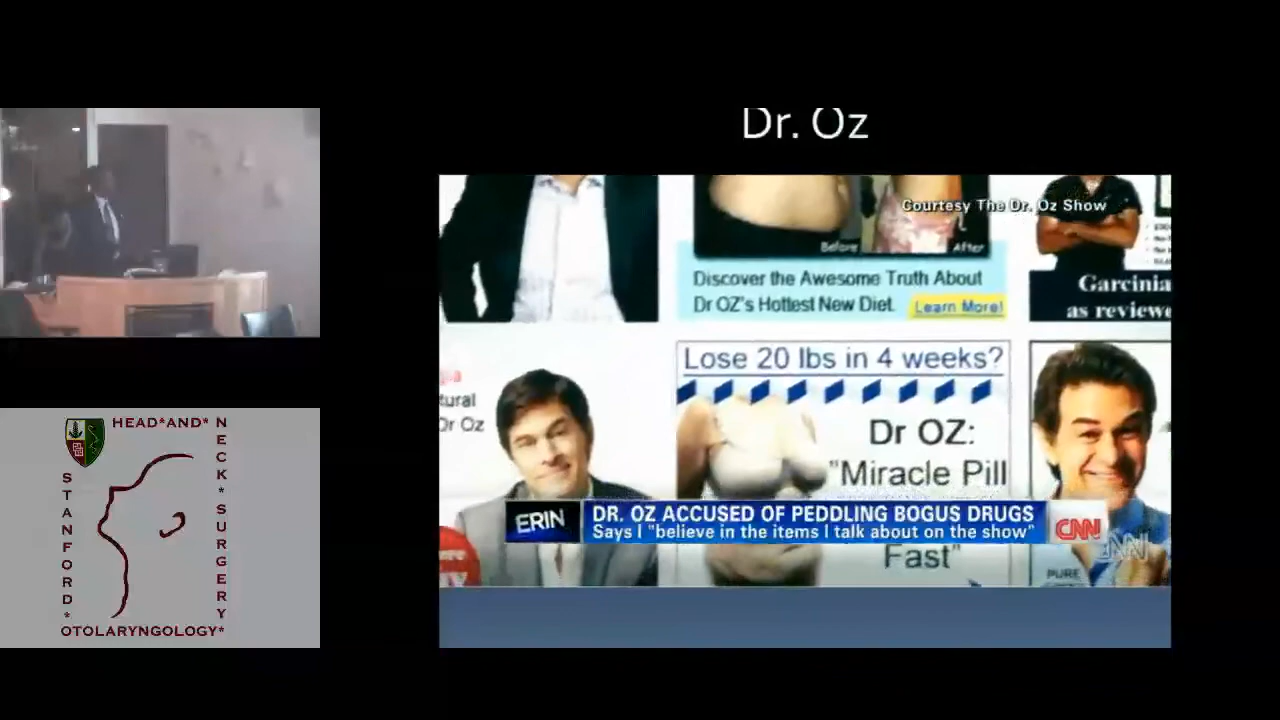 Dr. Oz
Courtesy The Dr. Oz Show
Before
After
Discover the Awesome Truth About
Dr OZ's Hottest New Diet.
Learn More!
Garcinia
as reviewe
Lose 20 lbs in 4 weeks?
Dr OZ:
"Miracle Pill
Fast"
tural
Dr Oz
ERIN
DR. OZ ACCUSED OF PEDDLING BOGUS DRUGS
Says I "believe in the items I talk about on the show"
CNN
CNN
PURE
HEAD*AND*
NECK*SURGERY
STANFORD*
OTOLARYNGOLOGY*